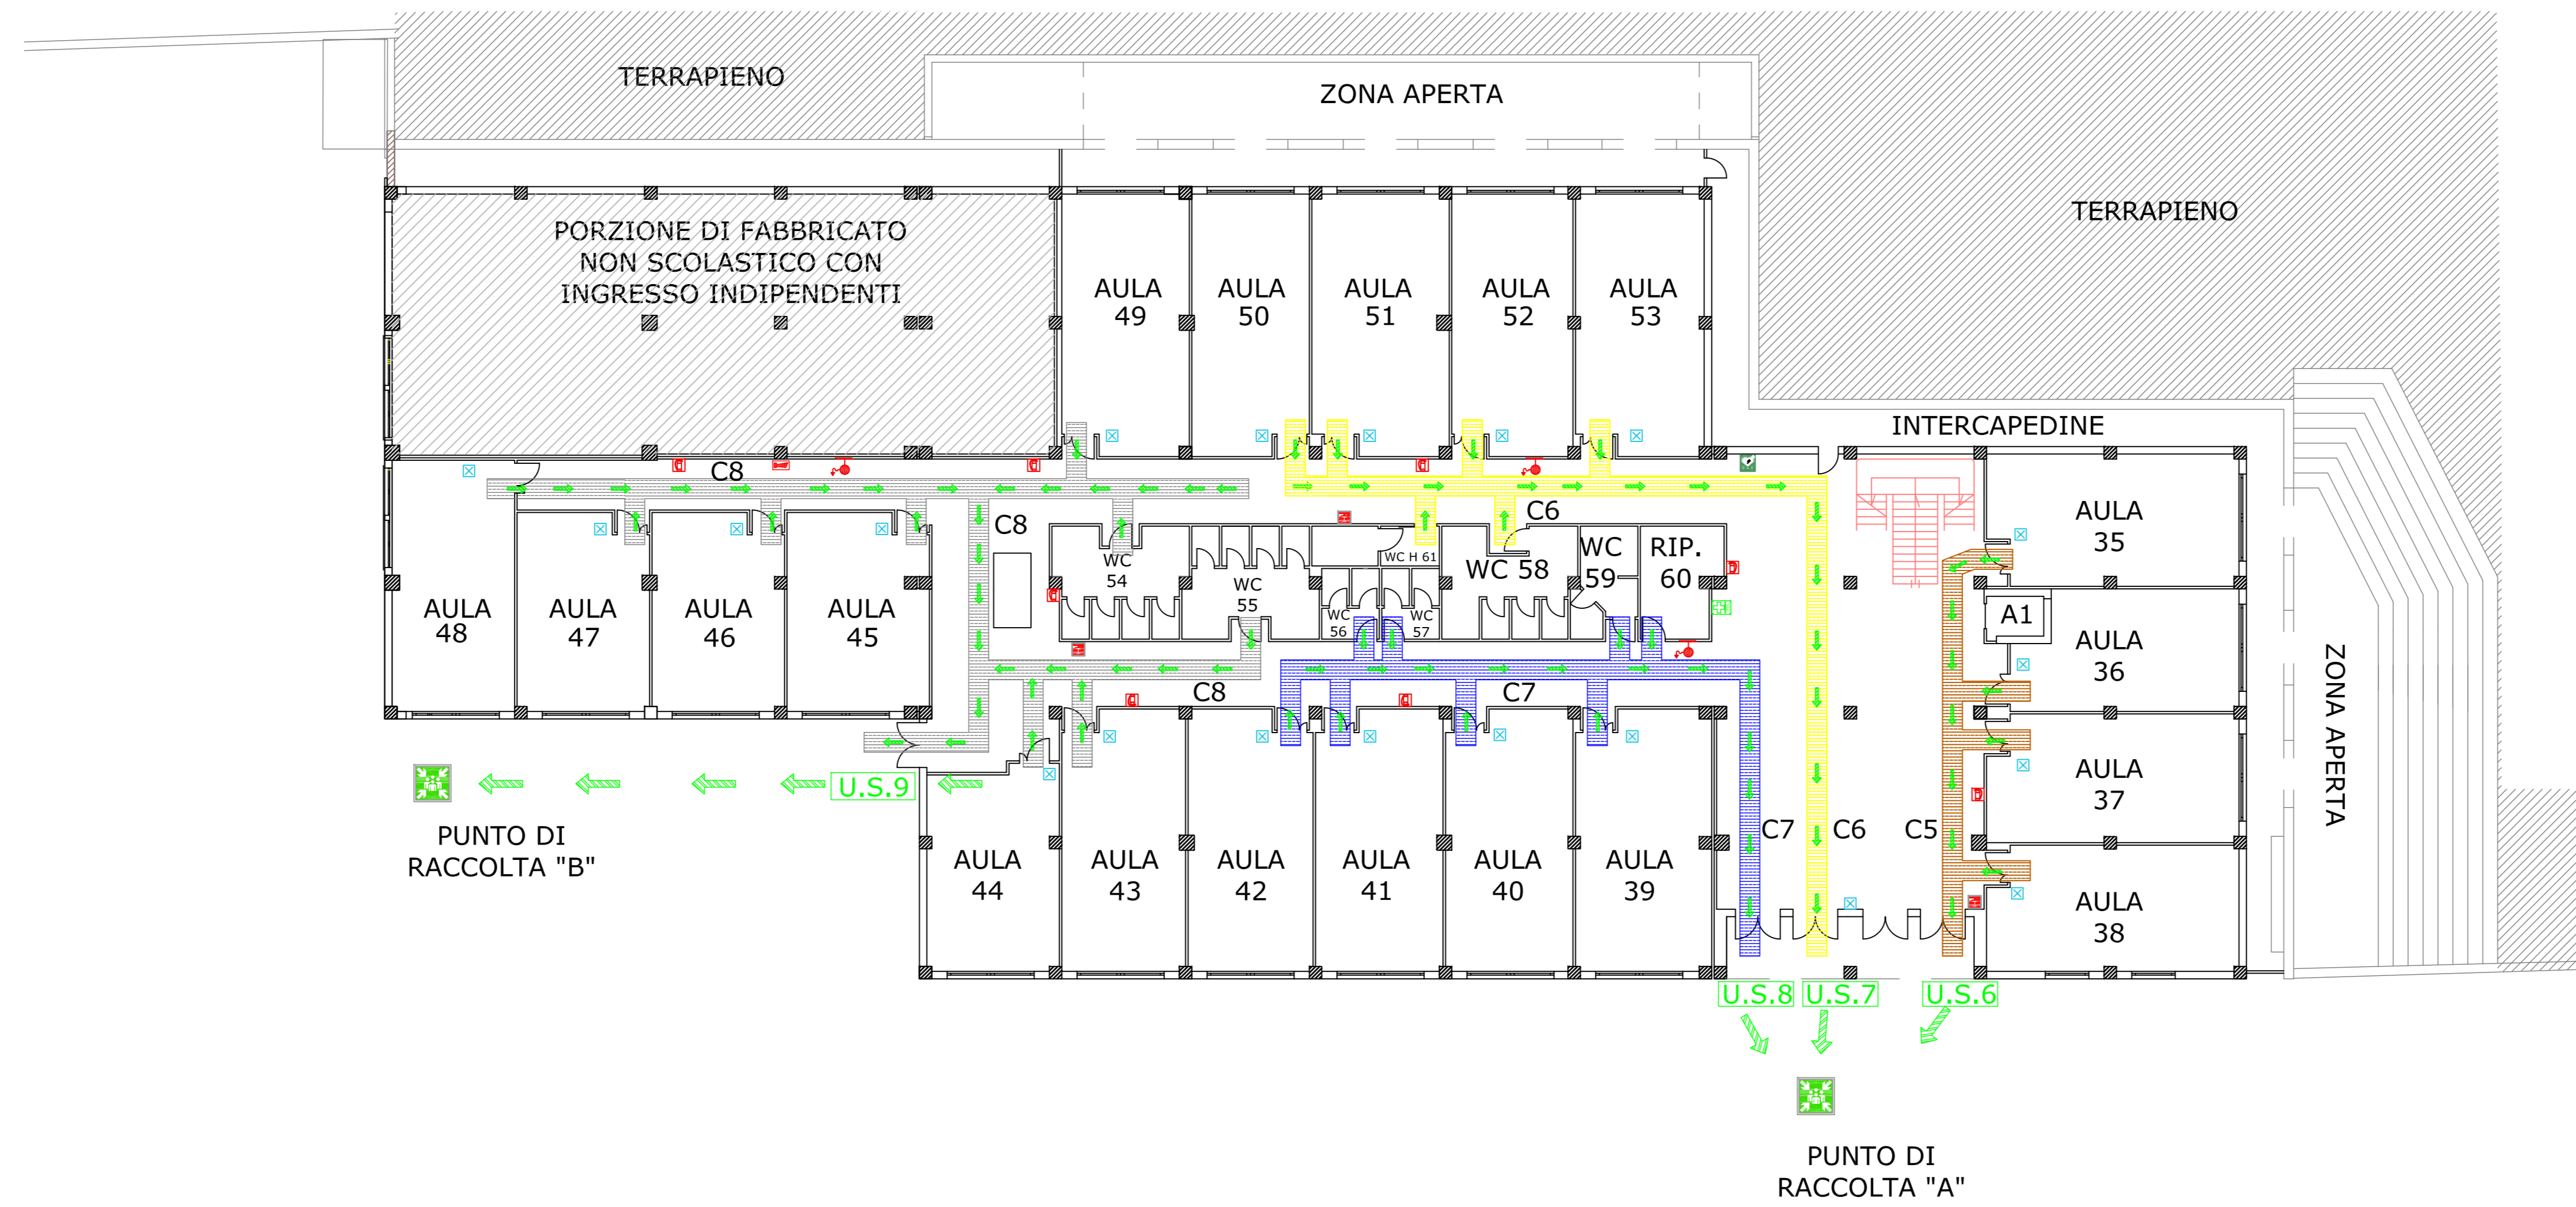 TERRAPIENO
ZONA APERTA
TERRAPIENO
PORZIONE DI FABBRICATO
NON SCOLASTICO CON
INGRESSO INDIPENDENTI
AULA
49
AULA
50
AULA
51
AULA
52
AULA
53
INTERCAPEDINE
C8
C8
C6
AULA
35
WC
54
WC
55
WC H 61
WC 58
WC
59
RIP.
60
WC
56
WC
57
AULA
48
AULA
47
AULA
46
AULA
45
A1
AULA
36
C8
C7
ZONA APERTA
U.S.9
AULA
37
PUNTO DI
RACCOLTA "B"
C7
C6
C5
AULA
44
AULA
43
AULA
42
AULA
41
AULA
40
AULA
39
AULA
38
U.S.8
U.S.7
U.S.6
PUNTO DI
RACCOLTA "A"